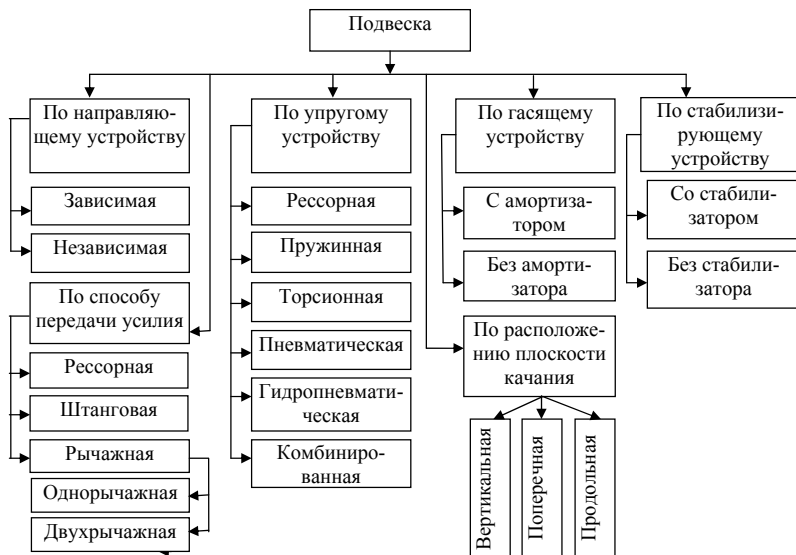 Подвеска
По направляю-
щему устройству
Зависимая
Независимая
По способу
передачи усилия
Рессорная
Штанговая
Рычажная
Однорычажная
Двухрычажная
По упругому
устройству
Рессорная
Пружинная
Торсионная
Пневматическая
Гидропневмати-
ческая
Комбиниро-
ванная
По гасящему
устройству
С амортиза-
тором
Без аморти-
затора
По расположе-
нию плоскости
качания
Вертикальная
Поперечная
Продольная
По стабилизи-
рующему
устройству
Со стабили-
затором
Без стабили-
затора